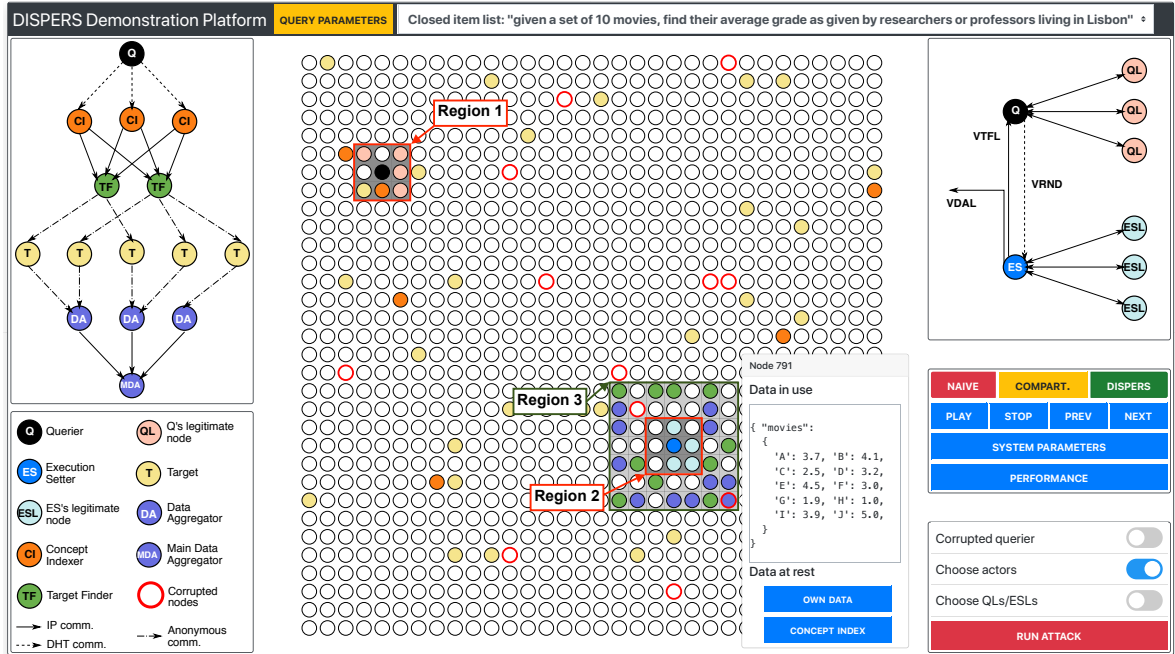 DISPERS Demonstration Platform
QUERY PARAMETERS
Closed item list: "given a set of 10 movies, find their average grade as given by researchers or professors living in Lisbon"
Q
CI
CI
CI
TF
TF
T
T
T
T
T
DA
DA
DA
MDA
Q
Querier
QL
Q's legitimate
node
ES
Execution
Setter
T
Target
ESL
ES's legitimate
node
DA
Data
Aggregator
CI
Concept
Indexer
MDA
Main Data
Aggregator
TF
Target Finder
Corrupted
nodes
IP comm.
DHT comm.
Anonymous
comm.
Region 1
Region 3
Region 2
Node 791
Data in use
{ "movies":
{
'A': 3.7, 'B': 4.1,
'C': 2.5, 'D': 3.2,
'E': 4.5, 'F': 3.0,
'G': 1.9, 'H': 1.0,
'I': 3.9, 'J': 5.0,
}
}
Data at rest
OWN DATA
CONCEPT INDEX
QL
Q
QL
VTFL
QL
VRND
VDAL
ESL
ES
ESL
ESL
NAIVE
COMPART.
DISPERS
PLAY
STOP
PREV
NEXT
SYSTEM PARAMETERS
PERFORMANCE
Corrupted querier
Choose actors
Choose QLs/ESLs
RUN ATTACK